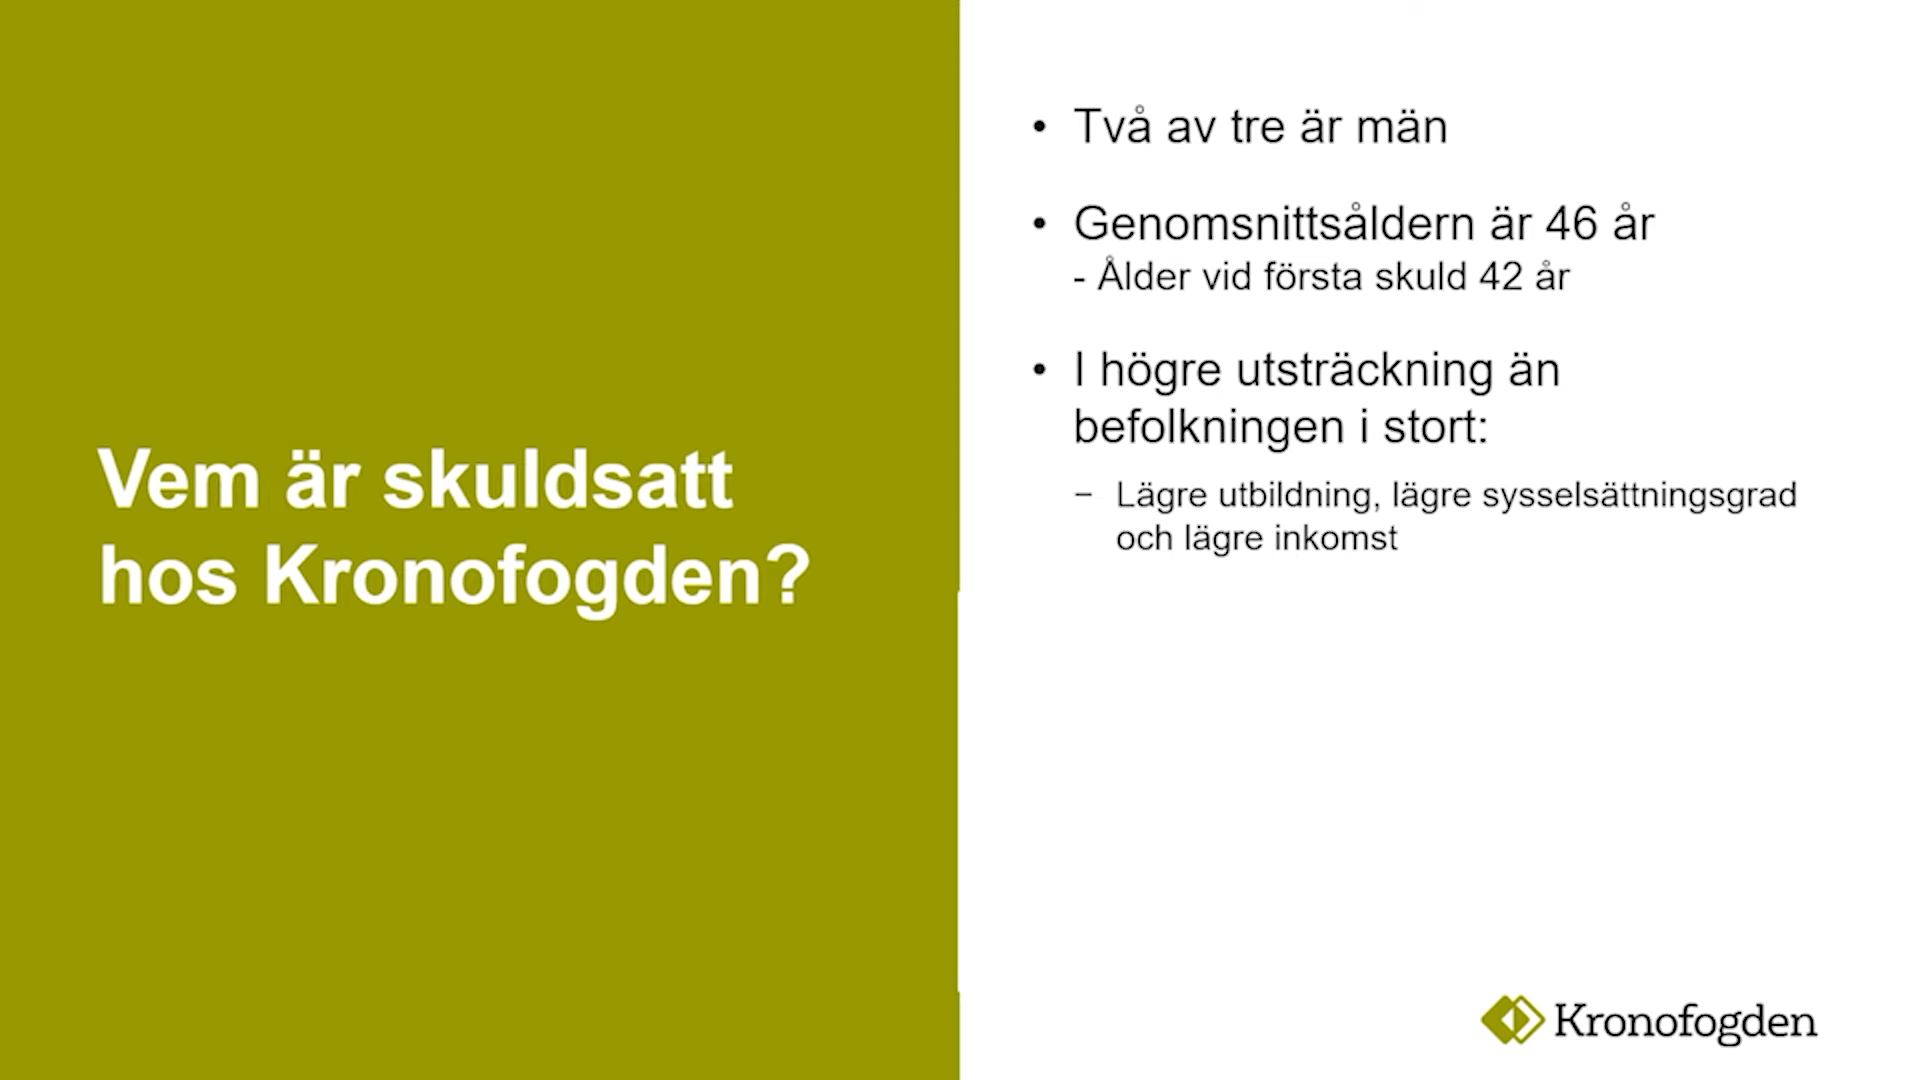 Vem är skuldsatt
hos Kronofogden?
• Två av tre är män
• Genomsnittsåldern är 46 år
- Ålder vid första skuld 42 år
• I högre utsträckning än
befolkningen i stort:
– Lägre utbildning, lägre sysselsättningsgrad
och lägre inkomst
Kronofogden